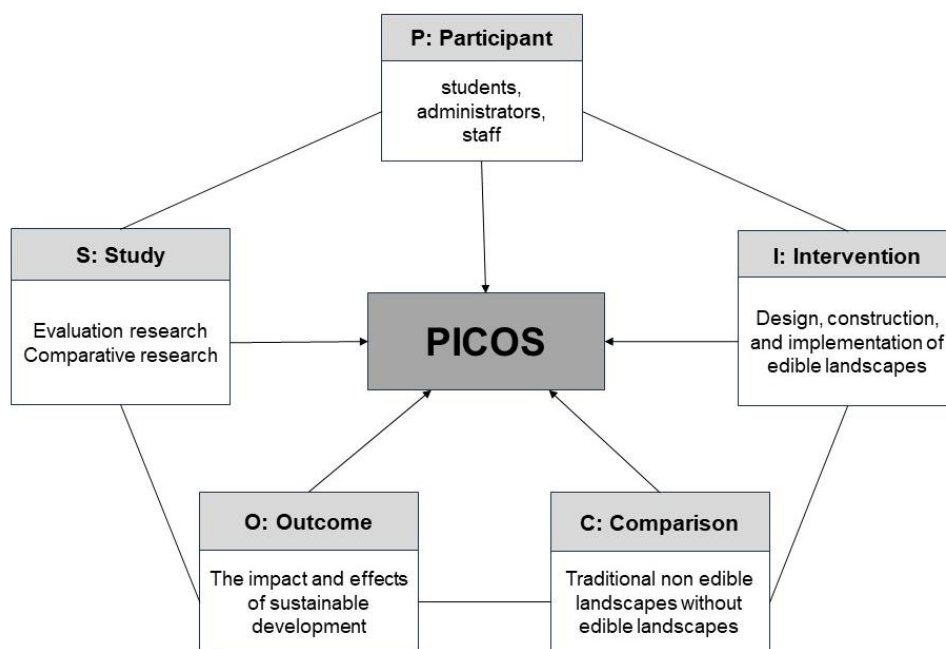 P: Participant
students,
administrators,
staff
S: Study
Evaluation research
Comparative research
PICOS
I: Intervention
Design, construction,
and implementation of
edible landscapes
O: Outcome
The impact and effects
of sustainable
development
C: Comparison
Traditional non edible
landscapes without
edible landscapes